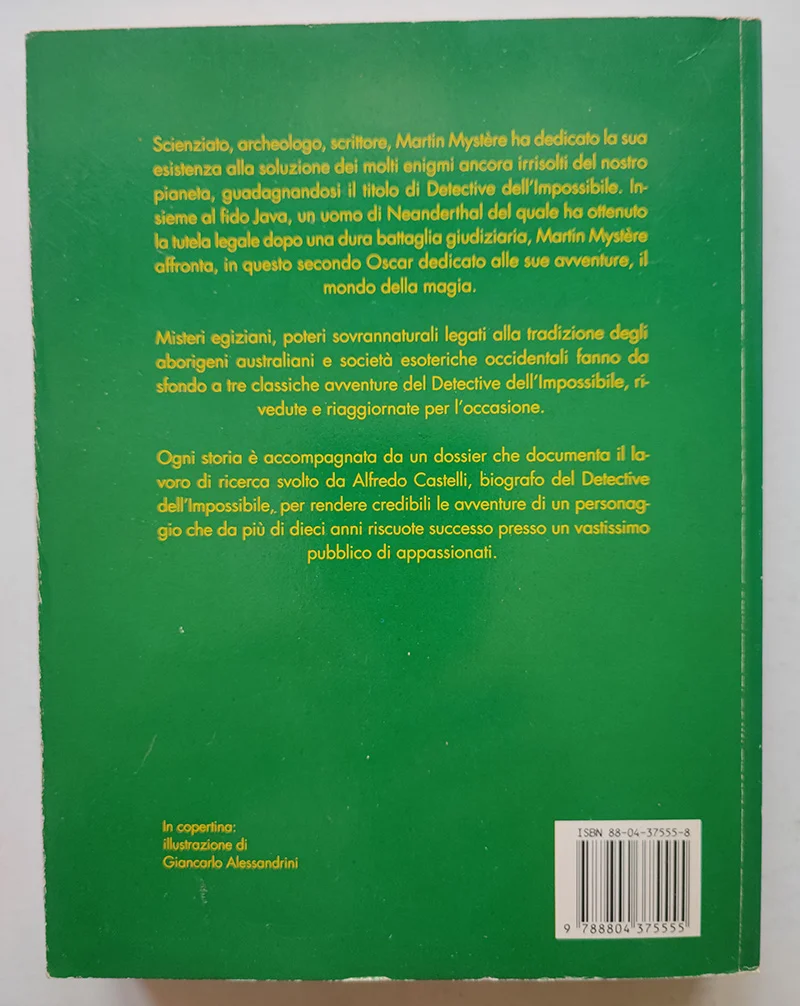 Scienziato, archeologo, scrittore, Martin Mystère ha dedicato la sua
esistenza alla soluzione dei molti enigmi ancora irrisolti del nostro
pianeta, guadagnandosi il titolo di Detective dell'Impossibile. In-
sieme al fido Java, un uomo di Neanderthal del quale ha ottenuto
la tutela legale dopo una dura battaglia giudiziaria, Martin Mystère
affronta, in questo secondo Oscar dedicato alle sue avventure, il
mondo della magia.
Misteri egiziani, poteri sovrannaturali legati alla tradizione degli
aborigeni australiani e società esoteriche occidentali fanno da
sfondo a tre classiche avventure del Detective dell'Impossibile, ri-
vedute e riaggiornate per l'occasione.
Ogni storia è accompagnata da un dossier che documenta il la-
voro di ricerca svolto da Alfredo Castelli, biografo del Detective
dell'Impossibile, per rendere credibili le avventure di un personag-
gio che da più di dieci anni riscuote successo presso un vastissimo
pubblico di appassionati.
In copertina:
illustrazione di
Giancarlo Alessandrini
ISBN 88-04-37555-8
9 788804 375555